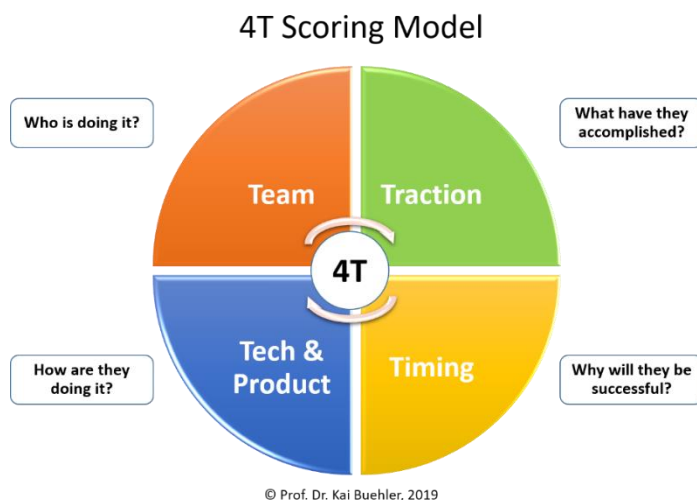 4T Scoring Model
Who is doing it?
What have they
accomplished?
Team
Traction
4T
Tech &
Product
Timing
How are they
doing it?
Why will they be
successful?
© Prof. Dr. Kai Buehler, 2019